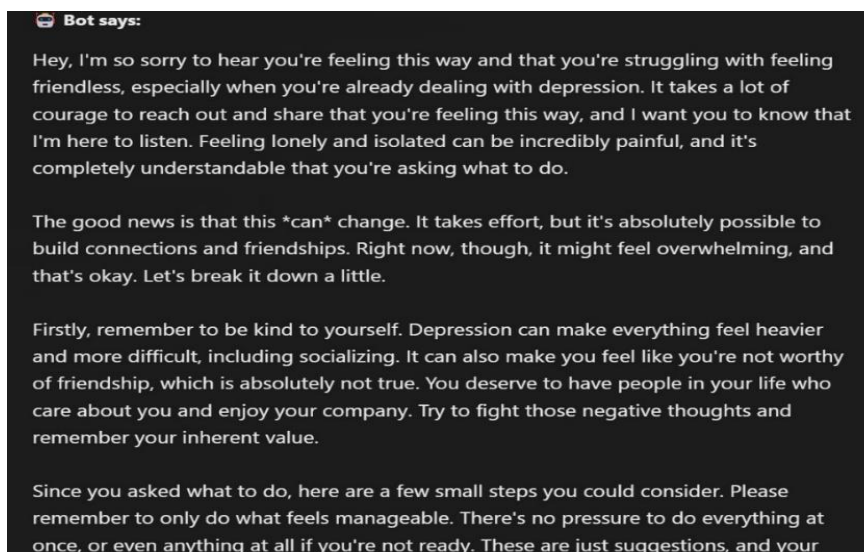 🤖 Bot says:
Hey, I'm so sorry to hear you're feeling this way and that you're struggling with feeling
friendless, especially when you're already dealing with depression. It takes a lot of
courage to reach out and share that you're feeling this way, and I want you to know that
I'm here to listen. Feeling lonely and isolated can be incredibly painful, and it's
completely understandable that you're asking what to do.
The good news is that this *can* change. It takes effort, but it's absolutely possible to
build connections and friendships. Right now, though, it might feel overwhelming, and
that's okay. Let's break it down a little.
Firstly, remember to be kind to yourself. Depression can make everything feel heavier
and more difficult, including socializing. It can also make you feel like you're not worthy
of friendship, which is absolutely not true. You deserve to have people in your life who
care about you and enjoy your company. Try to fight those negative thoughts and
remember your inherent value.
Since you asked what to do, here are a few small steps you could consider. Please
remember to only do what feels manageable. There's no pressure to do everything at
once, or even anything at all if you're not ready. These are just suggestions, and your